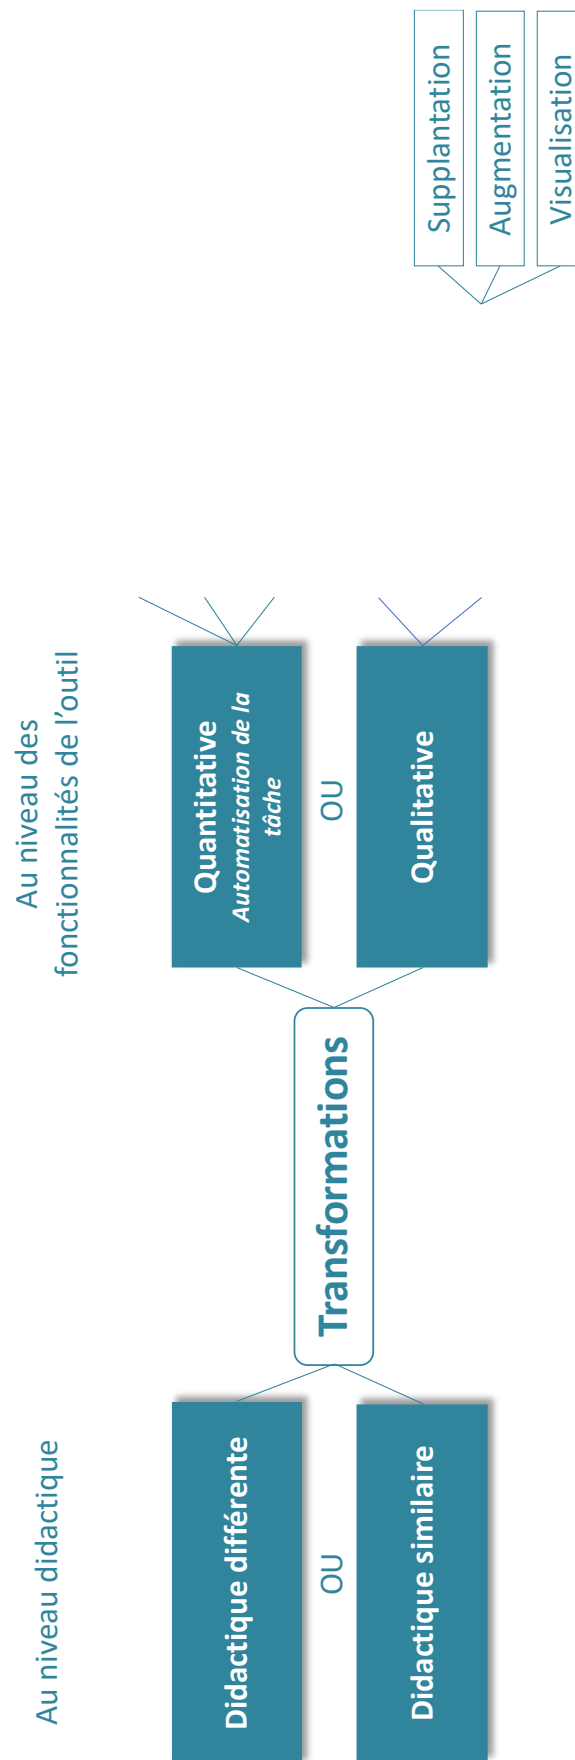 Au niveau didactique
Didactique différente
OU
Didactique similaire
Transformations
Au niveau des
fonctionnalités de l'outil
Quantitative
Automatisation de la
tâche
OU
Qualitative
Supplantation
Augmentation
Visualisation